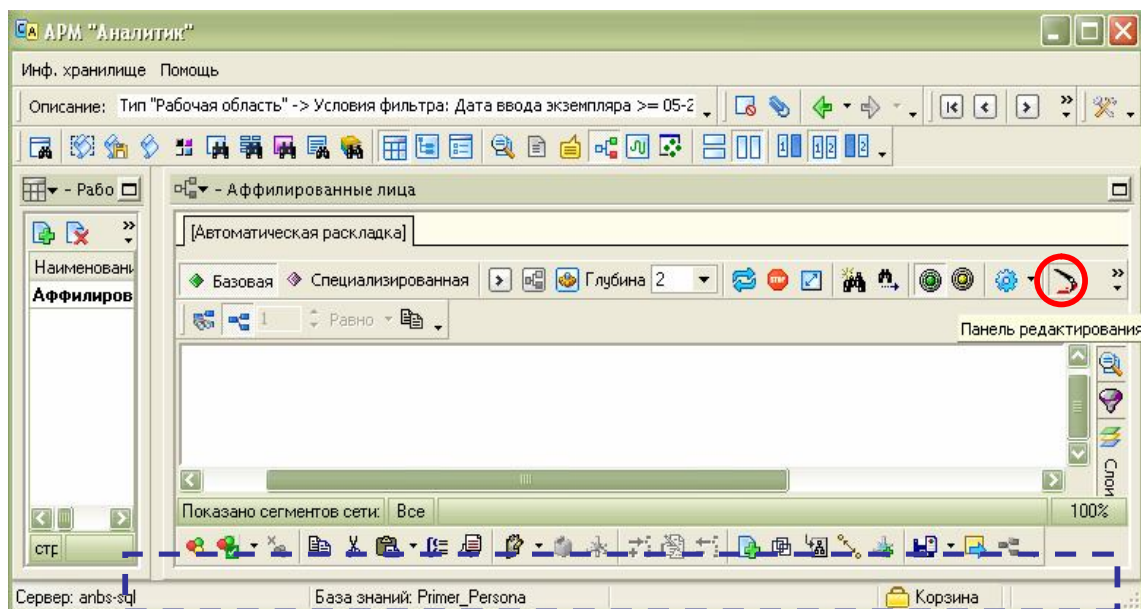 АРМ "Аналитик"
Инф. хранилище Помощь
Описание: Тип "Рабочая область" -> Условия фильтра: Дата ввода экземпляра >= 05-2
- Рабо - Аффилированные лица
[Автоматическая раскладка]
Наименовани
Базовая Специализированная Глубина 2
Аффилиров
1 Равно
Панель редактирования
Слои
Показано сегментов сети: Все 100%
стр
Сервер: anbs-sql База знаний: Primer_Persona Корзина